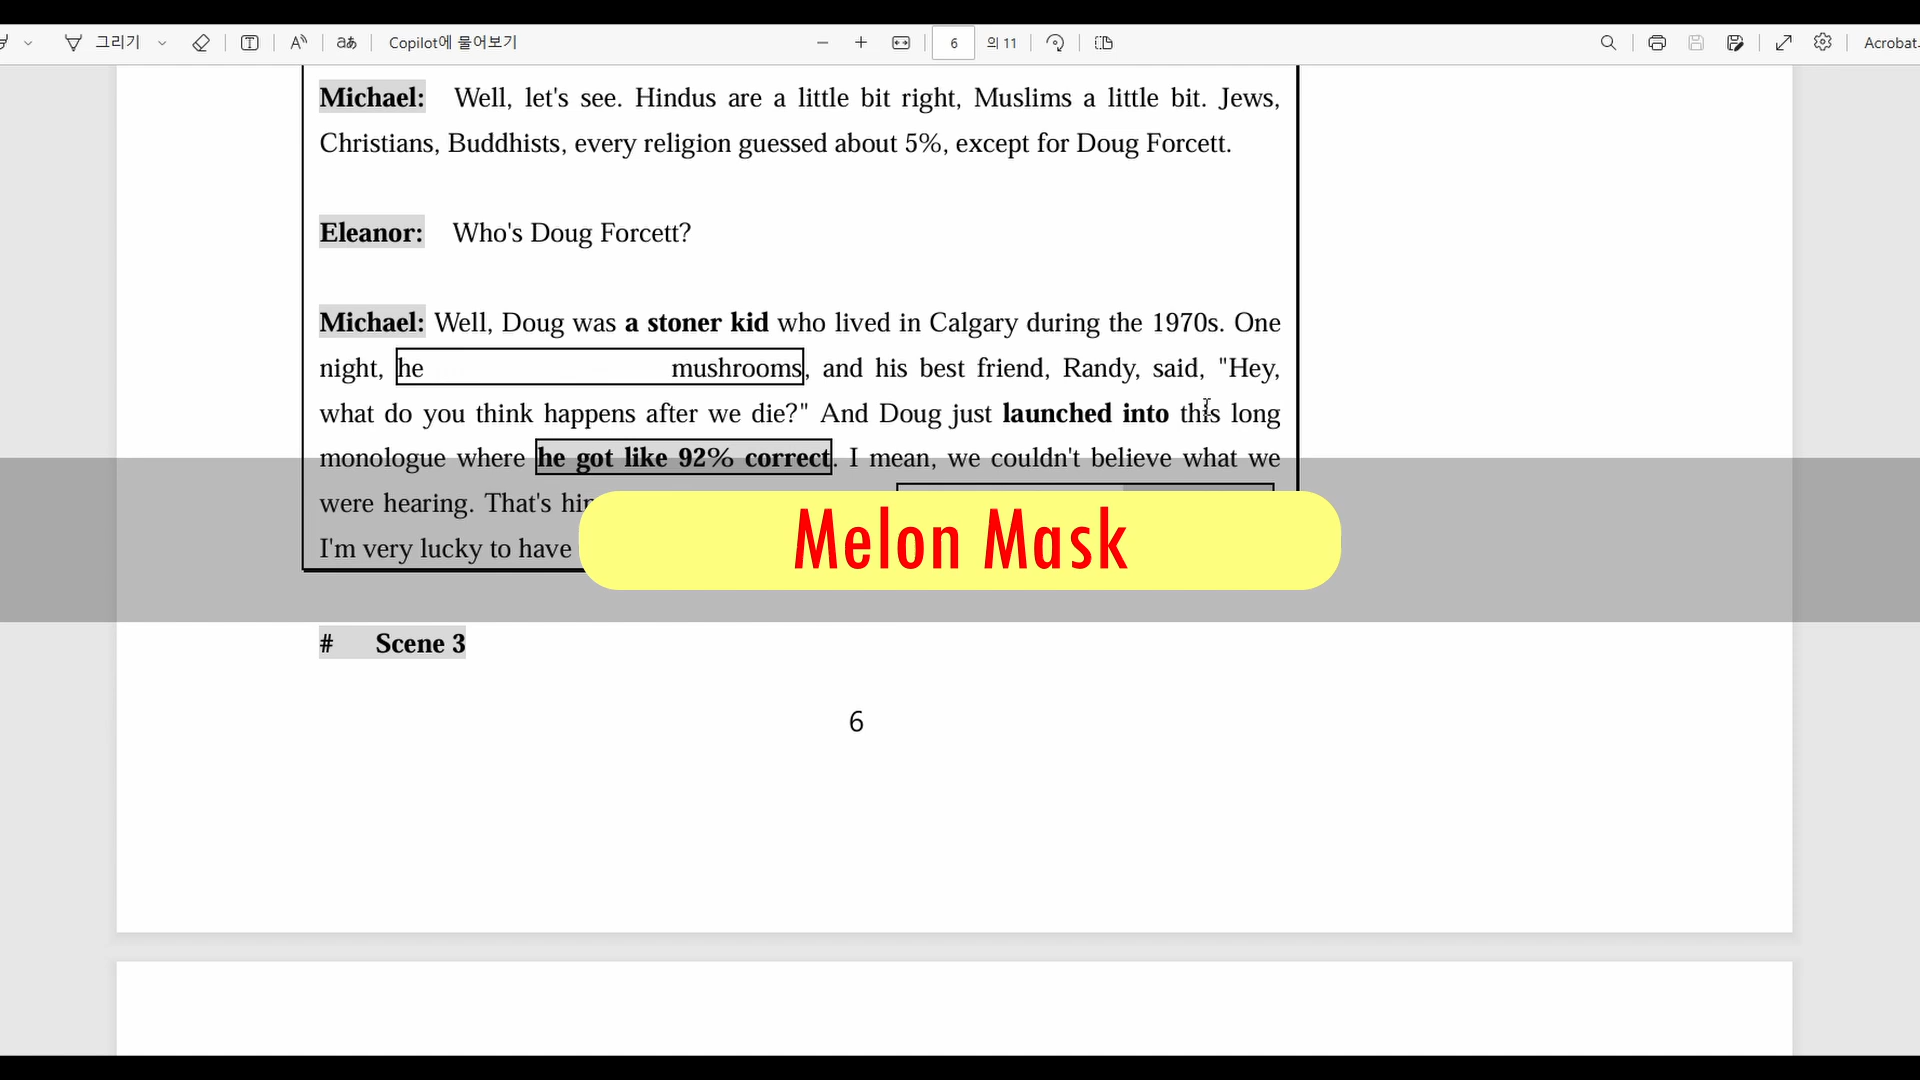 그리기 Copilot에 물어보기 6 의 11 Acrobat
Michael: Well, let's see. Hindus are a little bit right, Muslims a little bit. Jews,
Christians, Buddhists, every religion guessed about 5%, except for Doug Forcett.
Eleanor: Who's Doug Forcett?
Michael: Well, Doug was a stoner kid who lived in Calgary during the 1970s. One
night, he mushrooms, and his best friend, Randy, said, "Hey,
what do you think happens after we die?" And Doug just launched into this long
monologue where he got like 92% correct. I mean, we couldn't believe what we
were hearing. That's
I'm very lucky to have
Melon Mask
# Scene 3
6